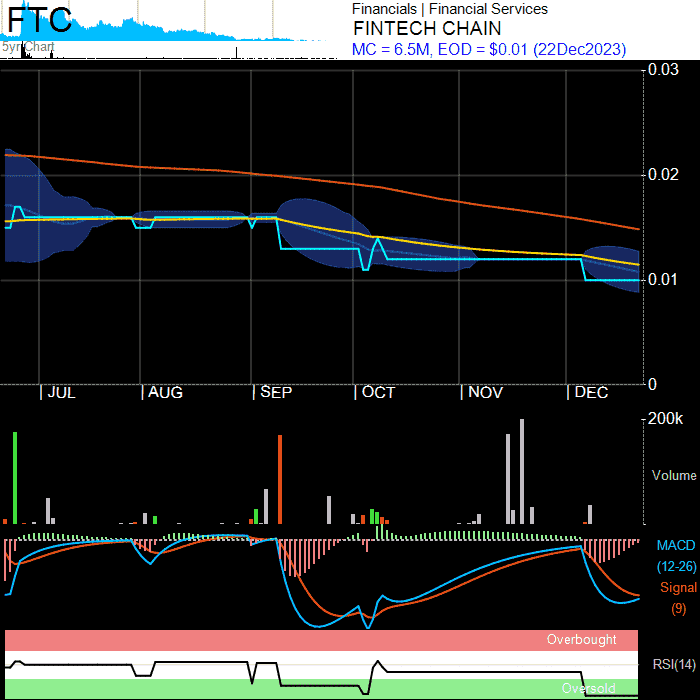 FTC
5yr Chart
Financials | Financial Services
FINTECH CHAIN
MC = 6.5M, EOD = $0.01 (22Dec2023)
0.03
0.02
0.01
0
| JUL | AUG | SEP | OCT | NOV | DEC
200k
Volume
MACD
(12-26)
Signal
(9)
Overbought
RSI(14)
Oversold